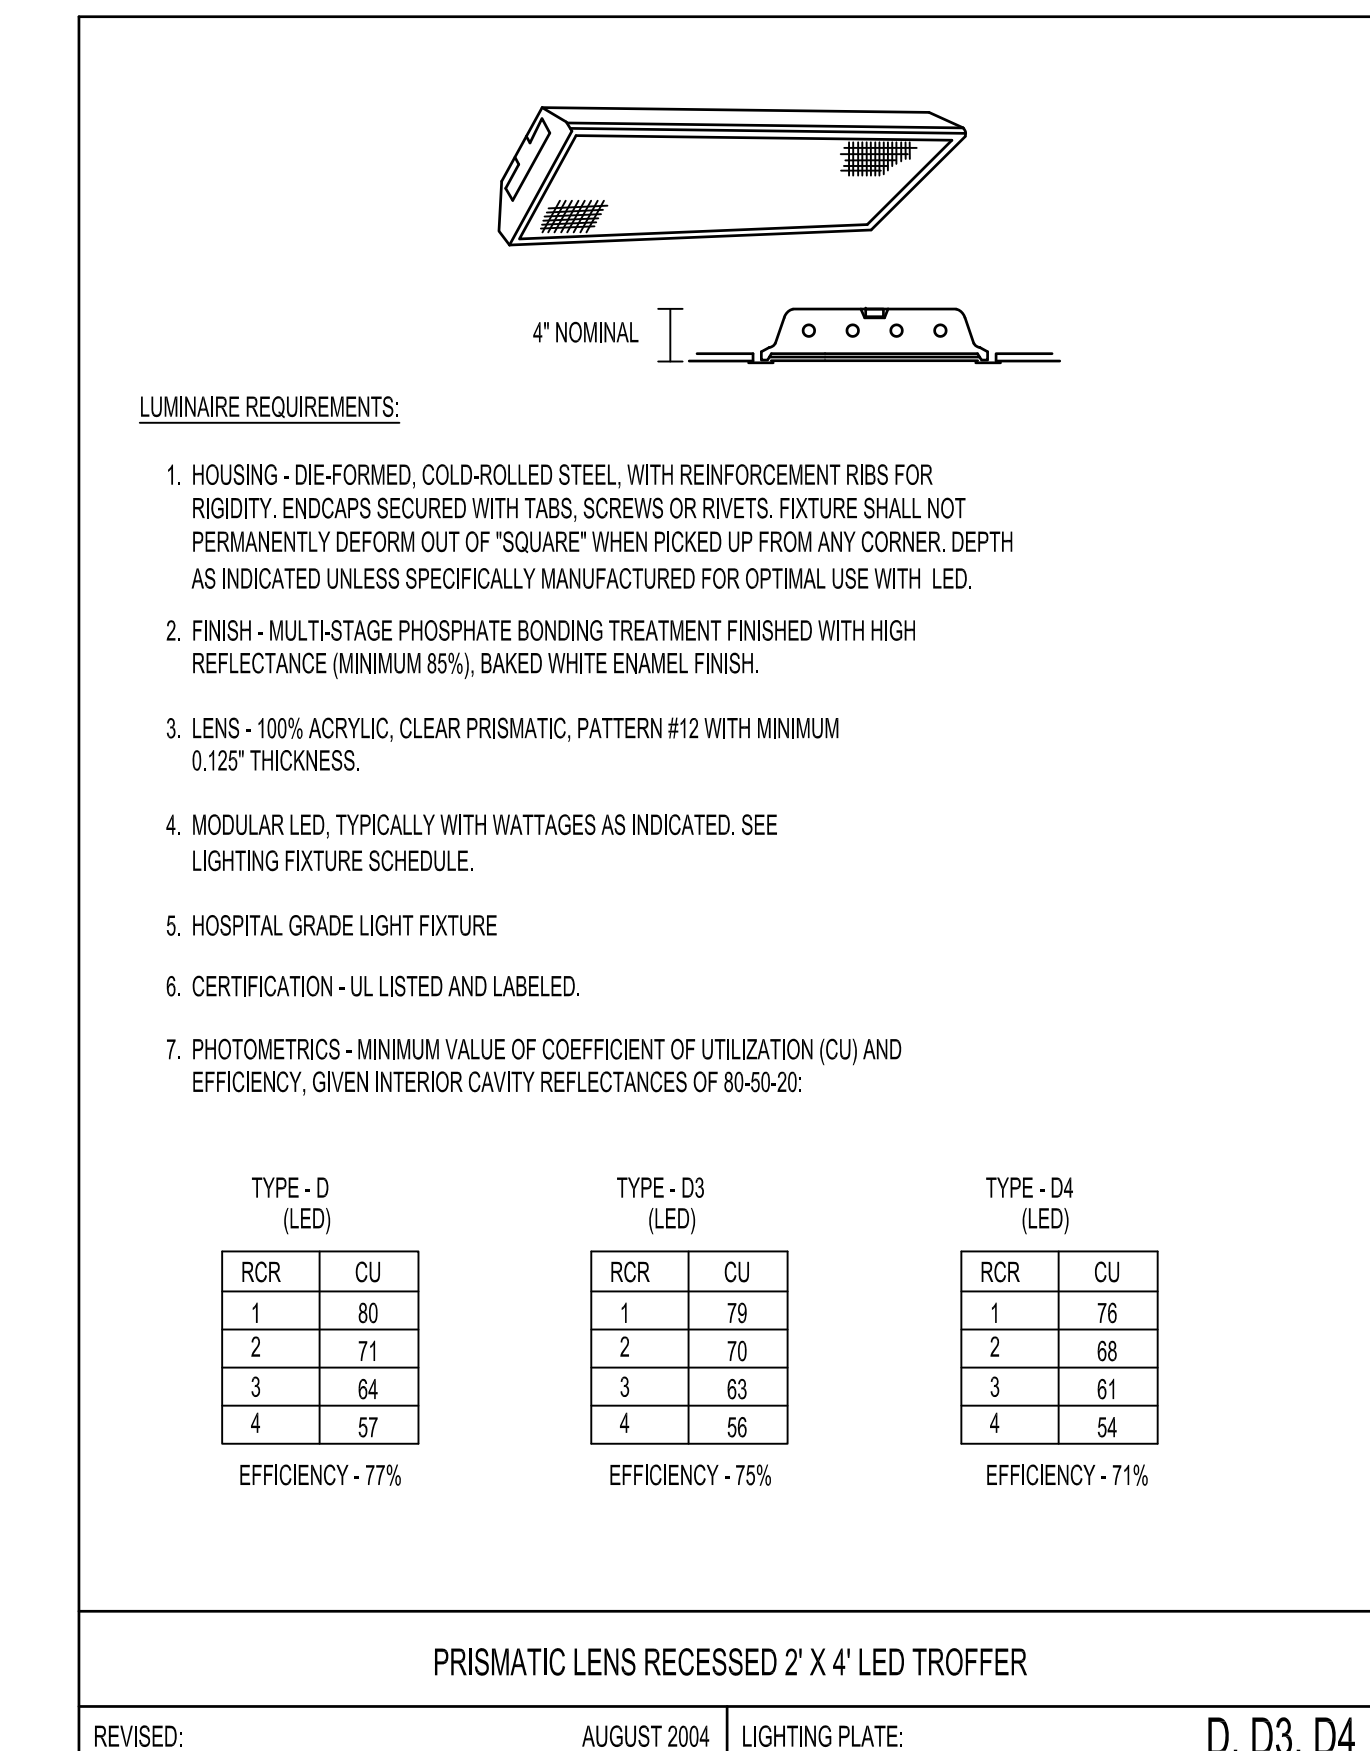 4" NOMINAL
LUMINAIRE REQUIREMENTS:
1. HOUSING - DIE-FORMED, COLD-ROLLED STEEL, WITH REINFORCEMENT RIBS FOR
RIGIDITY. ENDCAPS SECURED WITH TABS, SCREWS OR RIVETS. FIXTURE SHALL NOT
PERMANENTLY DEFORM OUT OF "SQUARE" WHEN PICKED UP FROM ANY CORNER. DEPTH
AS INDICATED UNLESS SPECIFICALLY MANUFACTURED FOR OPTIMAL USE WITH LED.
2. FINISH - MULTI-STAGE PHOSPHATE BONDING TREATMENT FINISHED WITH HIGH
REFLECTANCE (MINIMUM 85%), BAKED WHITE ENAMEL FINISH.
3. LENS - 100% ACRYLIC, CLEAR PRISMATIC, PATTERN #12 WITH MINIMUM
0.125" THICKNESS.
4. MODULAR LED, TYPICALLY WITH WATTAGES AS INDICATED. SEE
LIGHTING FIXTURE SCHEDULE.
5. HOSPITAL GRADE LIGHT FIXTURE
6. CERTIFICATION - UL LISTED AND LABELED.
7. PHOTOMETRICS - MINIMUM VALUE OF COEFFICIENT OF UTILIZATION (CU) AND
EFFICIENCY, GIVEN INTERIOR CAVITY REFLECTANCES OF 80-50-20:
TYPE - D
(LED)
RCR CU
1 80
2 71
3 64
4 57
EFFICIENCY - 77%
TYPE - D3
(LED)
RCR CU
1 79
2 70
3 63
4 56
EFFICIENCY - 75%
TYPE - D4
(LED)
RCR CU
1 76
2 68
3 61
4 54
EFFICIENCY - 71%
PRISMATIC LENS RECESSED 2' X 4' LED TROFFER
REVISED: AUGUST 2004
LIGHTING PLATE: D, D3, D4